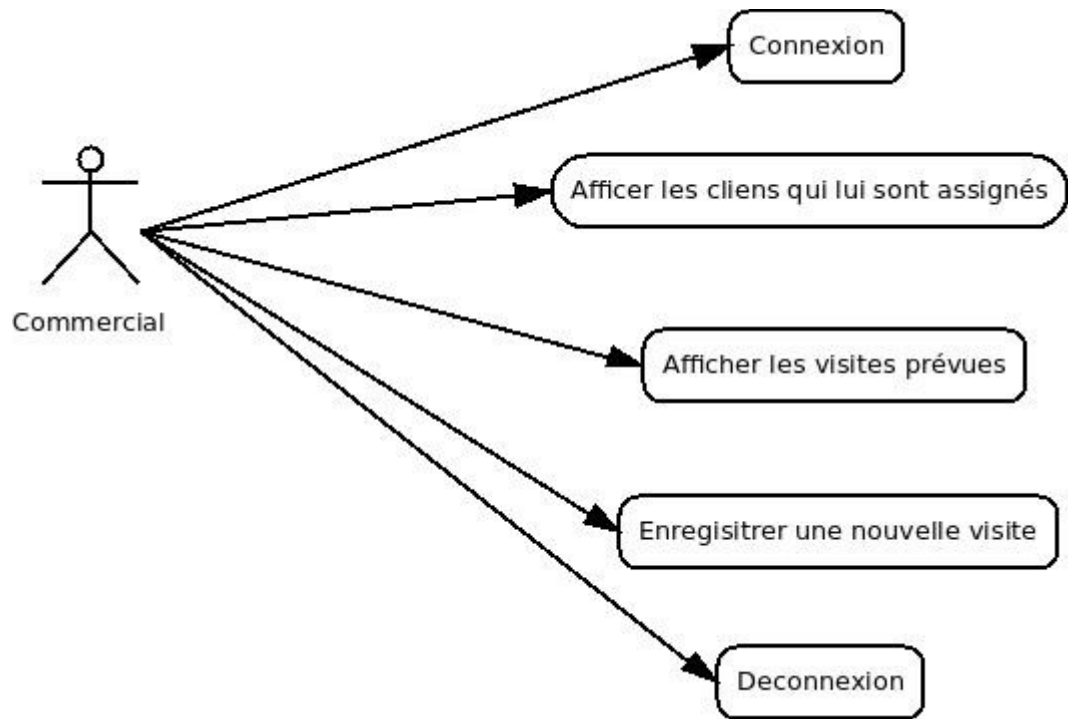 Connexion
Afficer les cliens qui lui sont assignés
Commercial
Afficher les visites prévues
Enregisitrer une nouvelle visite
Deconnexion